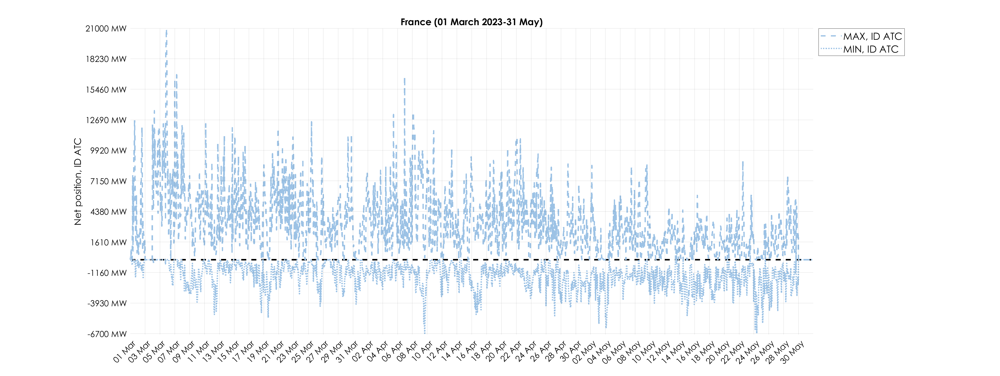 France (01 March 2023-31 May)
21000 MW
18230 MW
15460 MW
12690 MW
9920 MW
7150 MW
4380 MW
1610 MW
-1160 MW
-3930 MW
-6700 MW
Net position, ID ATC
01 Mar
03 Mar
05 Mar
07 Mar
09 Mar
11 Mar
13 Mar
15 Mar
17 Mar
19 Mar
21 Mar
23 Mar
25 Mar
27 Mar
29 Mar
31 Mar
02 Apr
04 Apr
06 Apr
08 Apr
10 Apr
12 Apr
14 Apr
16 Apr
18 Apr
20 Apr
22 Apr
24 Apr
26 Apr
28 Apr
30 Apr
02 May
04 May
06 May
08 May
10 May
12 May
14 May
16 May
18 May
20 May
22 May
24 May
26 May
28 May
30 May
MAX, ID ATC
MIN, ID ATC